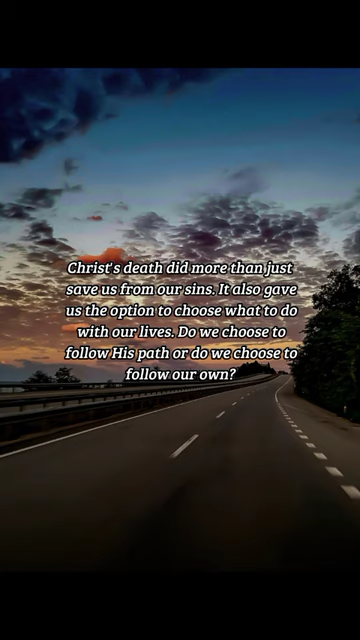 Christ's death did more than just
save us from our sins. It also gave
us the option to choose what to do
with our lives. Do we choose to
follow His path or do we choose to
follow our own?